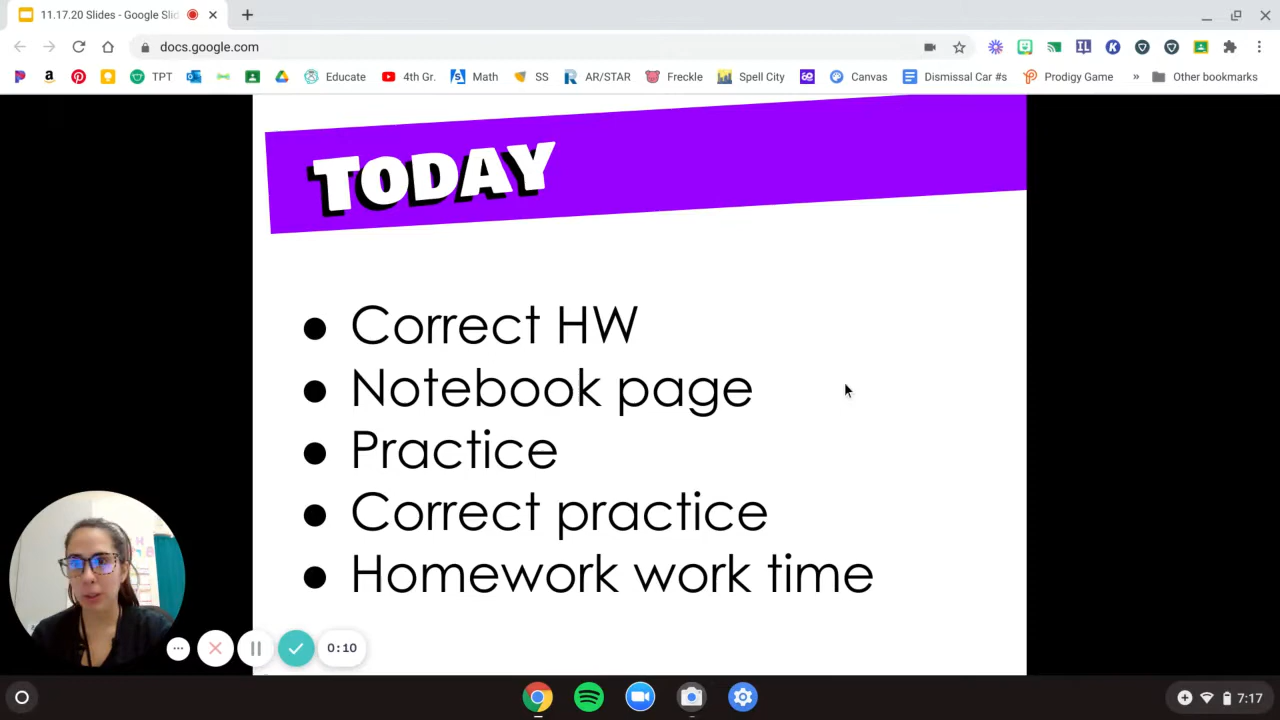 11.17.20 Slides - Google Slid
docs.google.com
TPT Educate 4th Gr. Math SS AR/STAR Freckle Spell City Canvas Dismissal Car #s Prodigy Game » Other bookmarks
TODAY
● Correct HW
● Notebook page
● Practice
● Correct practice
● Homework work time
0:10
7:17